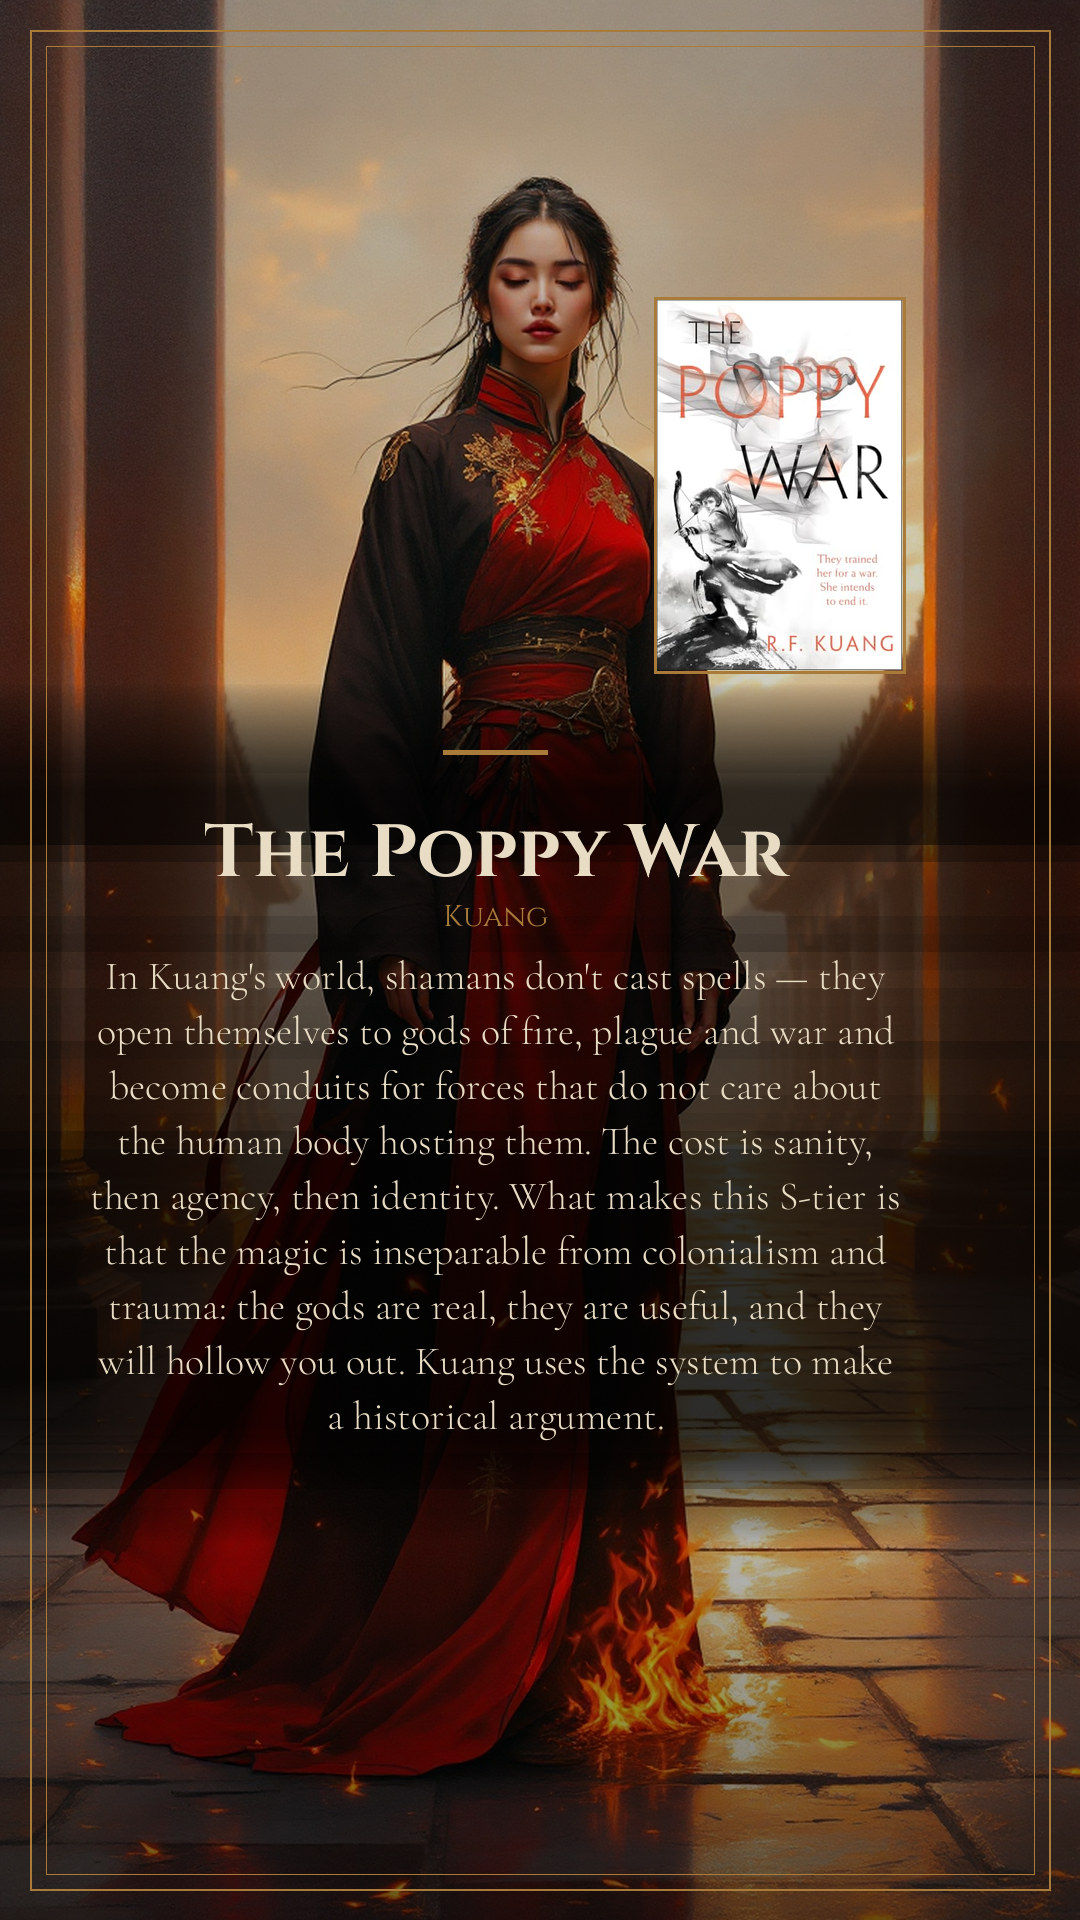 THE
POPPY
WAR
They trained
her for a war.
She intends
to end it.
R.F. KUANG
The Poppy War
Kuang
In Kuang's world, shamans don't cast spells — they
open themselves to gods of fire, plague and war and
become conduits for forces that do not care about
the human body hosting them. The cost is sanity,
then agency, then identity. What makes this S-tier is
that the magic is inseparable from colonialism and
trauma: the gods are real, they are useful, and they
will hollow you out. Kuang uses the system to make
a historical argument.